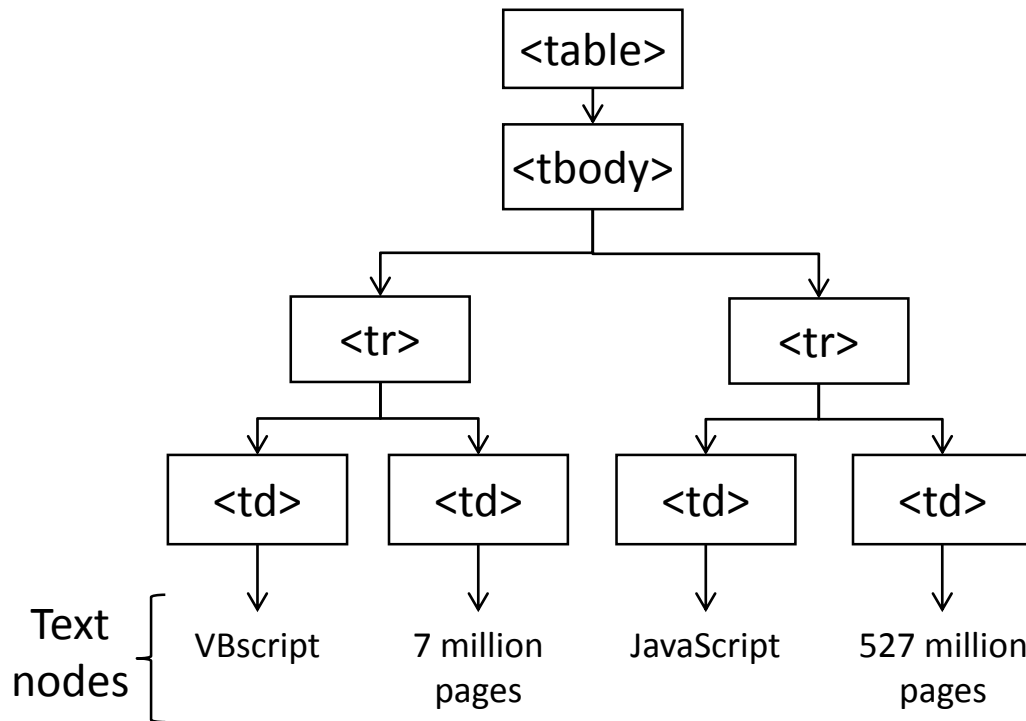 <table>
<tbody>
<tr> <tr>
<td> <td> <td> <td>
Text
nodes
VBscript
7 million
pages
JavaScript
527 million
pages